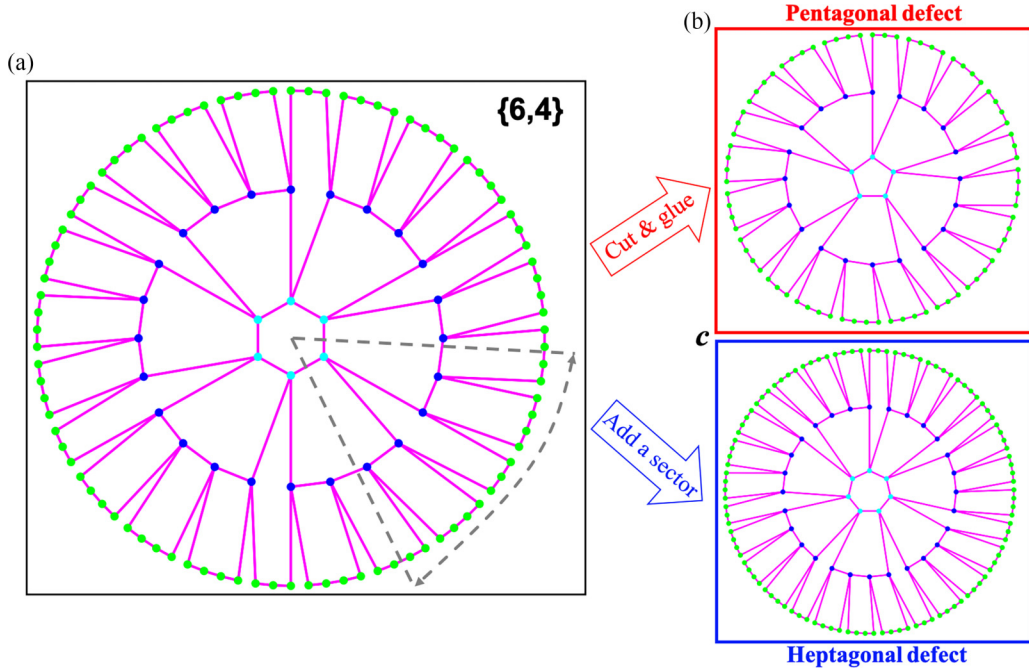 (a)
{6,4}
Cut & glue
Add a sector
(b)
Pentagonal defect
c
Heptagonal defect